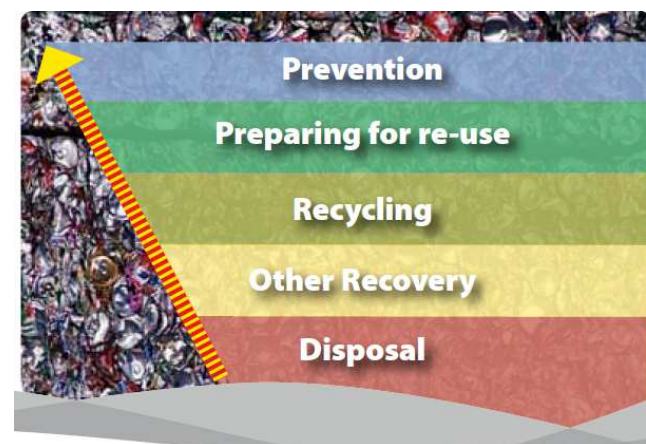 Prevention
Preparing for re-use
Recycling
Other Recovery
Disposal